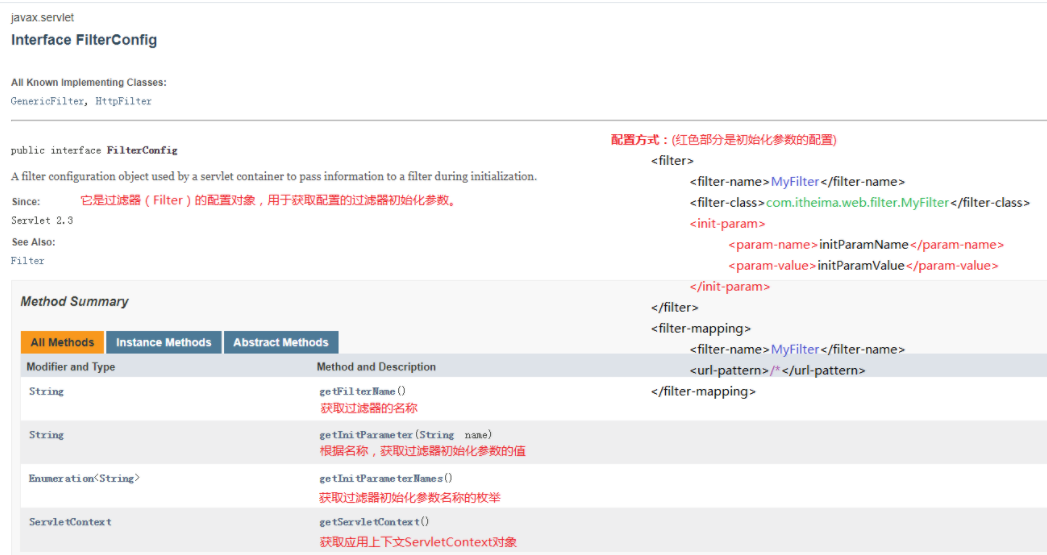 javax.servlet
Interface FilterConfig
All Known Implementing Classes:
GenericFilter, HttpFilter
public interface FilterConfig
A filter configuration object used by a servlet container to pass information to a filter during initialization.
Since:
它是过滤器（Filter）的配置对象，用于获取配置的过滤器初始化参数。
Servlet 2.3
See Also:
Filter
配置方式：(红色部分是初始化参数的配置)
<filter>
<filter-name>MyFilter</filter-name>
<filter-class>com.itheima.web.filter.MyFilter</filter-class>
<init-param>
<param-name>initParamName</param-name>
<param-value>initParamValue</param-value>
</init-param>
</filter>
<filter-mapping>
<filter-name>MyFilter</filter-name>
<url-pattern>/*</url-pattern>
</filter-mapping>
Method Summary
All Methods Instance Methods Abstract Methods
Modifier and Type Method and Description
String getFilterName()
获取过滤器的名称
String getInitParameter(String name)
根据名称，获取过滤器初始化参数的值
Enumeration<String> getInitParameterNames()
获取过滤器初始化参数名称的枚举
ServletContext getServletContext()
获取应用上下文ServletContext对象